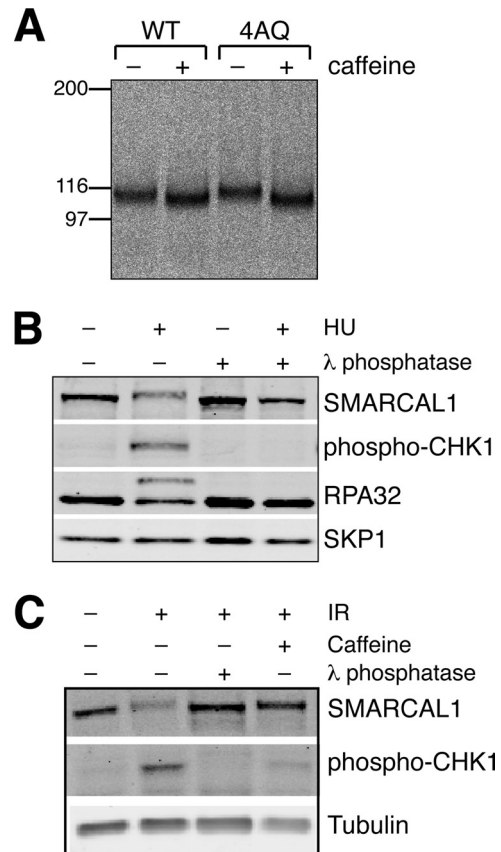 A
WT 4AQ
– + – + caffeine
200
116
97
B
– + – + HU
– – + + λ phosphatase
SMARCAL1
phospho-CHK1
RPA32
SKP1
C
– + + + IR
– – – + Caffeine
– – + – λ phosphatase
SMARCAL1
phospho-CHK1
Tubulin